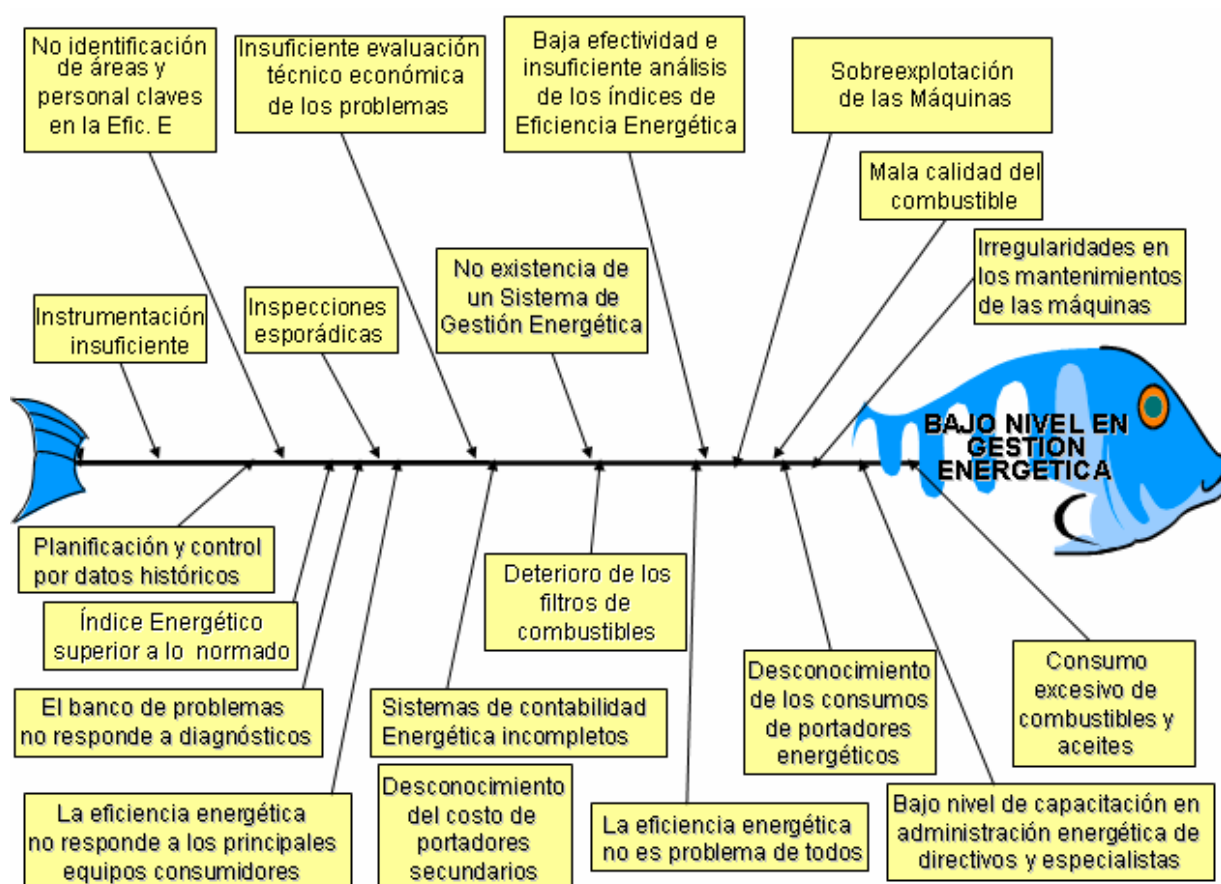 No identificación
de áreas y
personal claves
en la Efic. E
Insuficiente evaluación
técnico económica
de los problemas
Baja efectividad e
insuficiente análisis
de los índices de
Eficiencia Energética
Sobreexplotación
de las Máquinas
Mala calidad del
combustible
Irregularidades en
los mantenimientos
de las máquinas
No existencia de
un Sistema de
Gestión Energética
Inspecciones
esporádicas
Instrumentación
insuficiente
BAJO NIVEL EN
GESTION
ENERGETICA
Planificación y control
por datos históricos
Índice Energético
superior a lo normado
El banco de problemas
no responde a diagnósticos
La eficiencia energética
no responde a los principales
equipos consumidores
Sistemas de contabilidad
Energética incompletos
Desconocimiento
del costo de
portadores
secundarios
Deterioro de los
filtros de
combustibles
La eficiencia energética
no es problema de todos
Desconocimiento
de los consumos
de portadores
energéticos
Bajo nivel de capacitación en
administración energética de
directivos y especialistas
Consumo
excesivo de
combustibles y
aceites